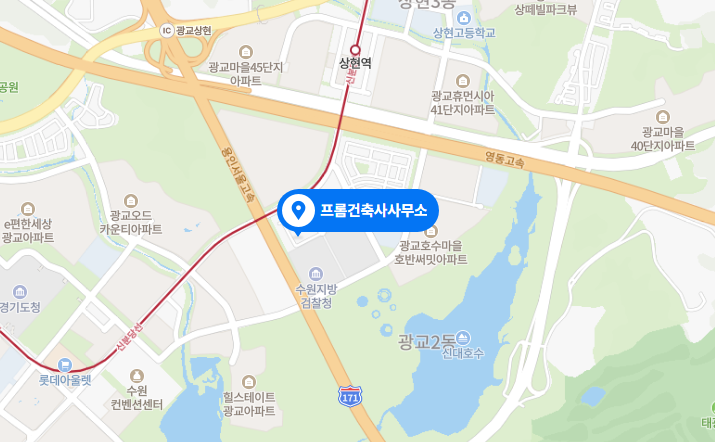 상현3동
상메빌파크뷰
IC 광교상현
상현고등학교
상현역
신분당
광교마을45단지
아파트
공원
광교휴먼시아
41단지아파트
광교마을
40단지아파트
영동고속
용인서울고속
프롬건축사사무소
e편한세상
광교아파트
광교오드
카운티아파트
광교호수마을
호반써밋아파트
수원지방
검찰청
경기도청
신분당선
광교2동
신대호수
롯데아울렛
수원
컨벤션센터
힐스테이트
광교아파트
171
태광